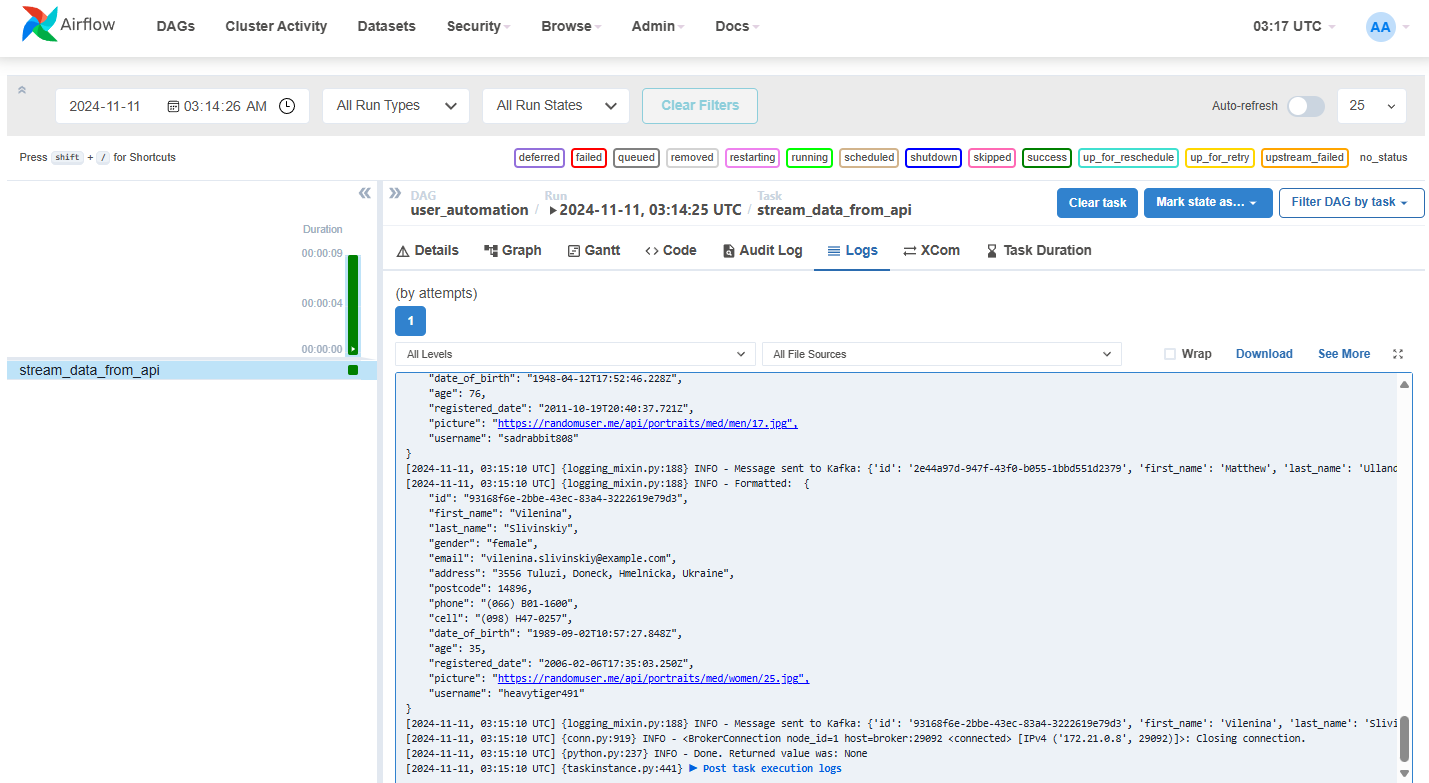 Airflow DAGs Cluster Activity Datasets Security Browse Admin Docs 03:17 UTC AA
2024-11-11 03:14:26 AM All Run Types All Run States Clear Filters Auto-refresh 25
Press shift + / for Shortcuts deferred failed queued removed restarting running scheduled shutdown skipped success up_for_reschedule up_for_retry upstream_failed no_status
DAG Run Task
user_automation / 2024-11-11, 03:14:25 UTC / stream_data_from_api Clear task Mark state as... Filter DAG by task
Duration
00:00:09
00:00:04
00:00:00
stream_data_from_api
Details Graph Gantt Code Audit Log Logs XCom Task Duration
(by attempts)
1
All Levels All File Sources Wrap Download See More
"date_of_birth": "1948-04-12T17:52:46.228Z",
"age": 76,
"registered_date": "2011-10-19T20:40:37.721Z",
"picture": "https://randomuser.me/api/portraits/med/men/17.jpg",
"username": "sadrabbit808"
}
[2024-11-11, 03:15:10 UTC] {logging_mixin.py:188} INFO - Message sent to Kafka: {'id': '2e44a97d-947f-43f0-b055-1bbd551d2379', 'first_name': 'Matthew', 'last_name': 'Ulland
[2024-11-11, 03:15:10 UTC] {logging_mixin.py:188} INFO - Formatted: {
"id": "93168f6e-2bbe-43ec-83a4-3222619e79d3",
"first_name": "Vilenina",
"last_name": "Slivinskiy",
"gender": "female",
"email": "vilenina.slivinskiy@example.com",
"address": "3556 Tuluzi, Doneck, Hmelnicka, Ukraine",
"postcode": 14896,
"phone": "(066) B01-1600",
"cell": "(098) H47-0257",
"date_of_birth": "1989-09-02T10:57:27.848Z",
"age": 35,
"registered_date": "2006-02-06T17:35:03.250Z",
"picture": "https://randomuser.me/api/portraits/med/women/25.jpg",
"username": "heavytiger491"
}
[2024-11-11, 03:15:10 UTC] {logging_mixin.py:188} INFO - Message sent to Kafka: {'id': '93168f6e-2bbe-43ec-83a4-3222619e79d3', 'first_name': 'Vilenina', 'last_name': 'Slivi
[2024-11-11, 03:15:10 UTC] {conn.py:919} INFO - <BrokerConnection node_id=1 host=broker:29092 <connected> [IPv4 ('172.21.0.8', 29092)]>: Closing connection.
[2024-11-11, 03:15:10 UTC] {python.py:237} INFO - Done. Returned value was: None
[2024-11-11, 03:15:10 UTC] {taskinstance.py:441} ▶ Post task execution logs